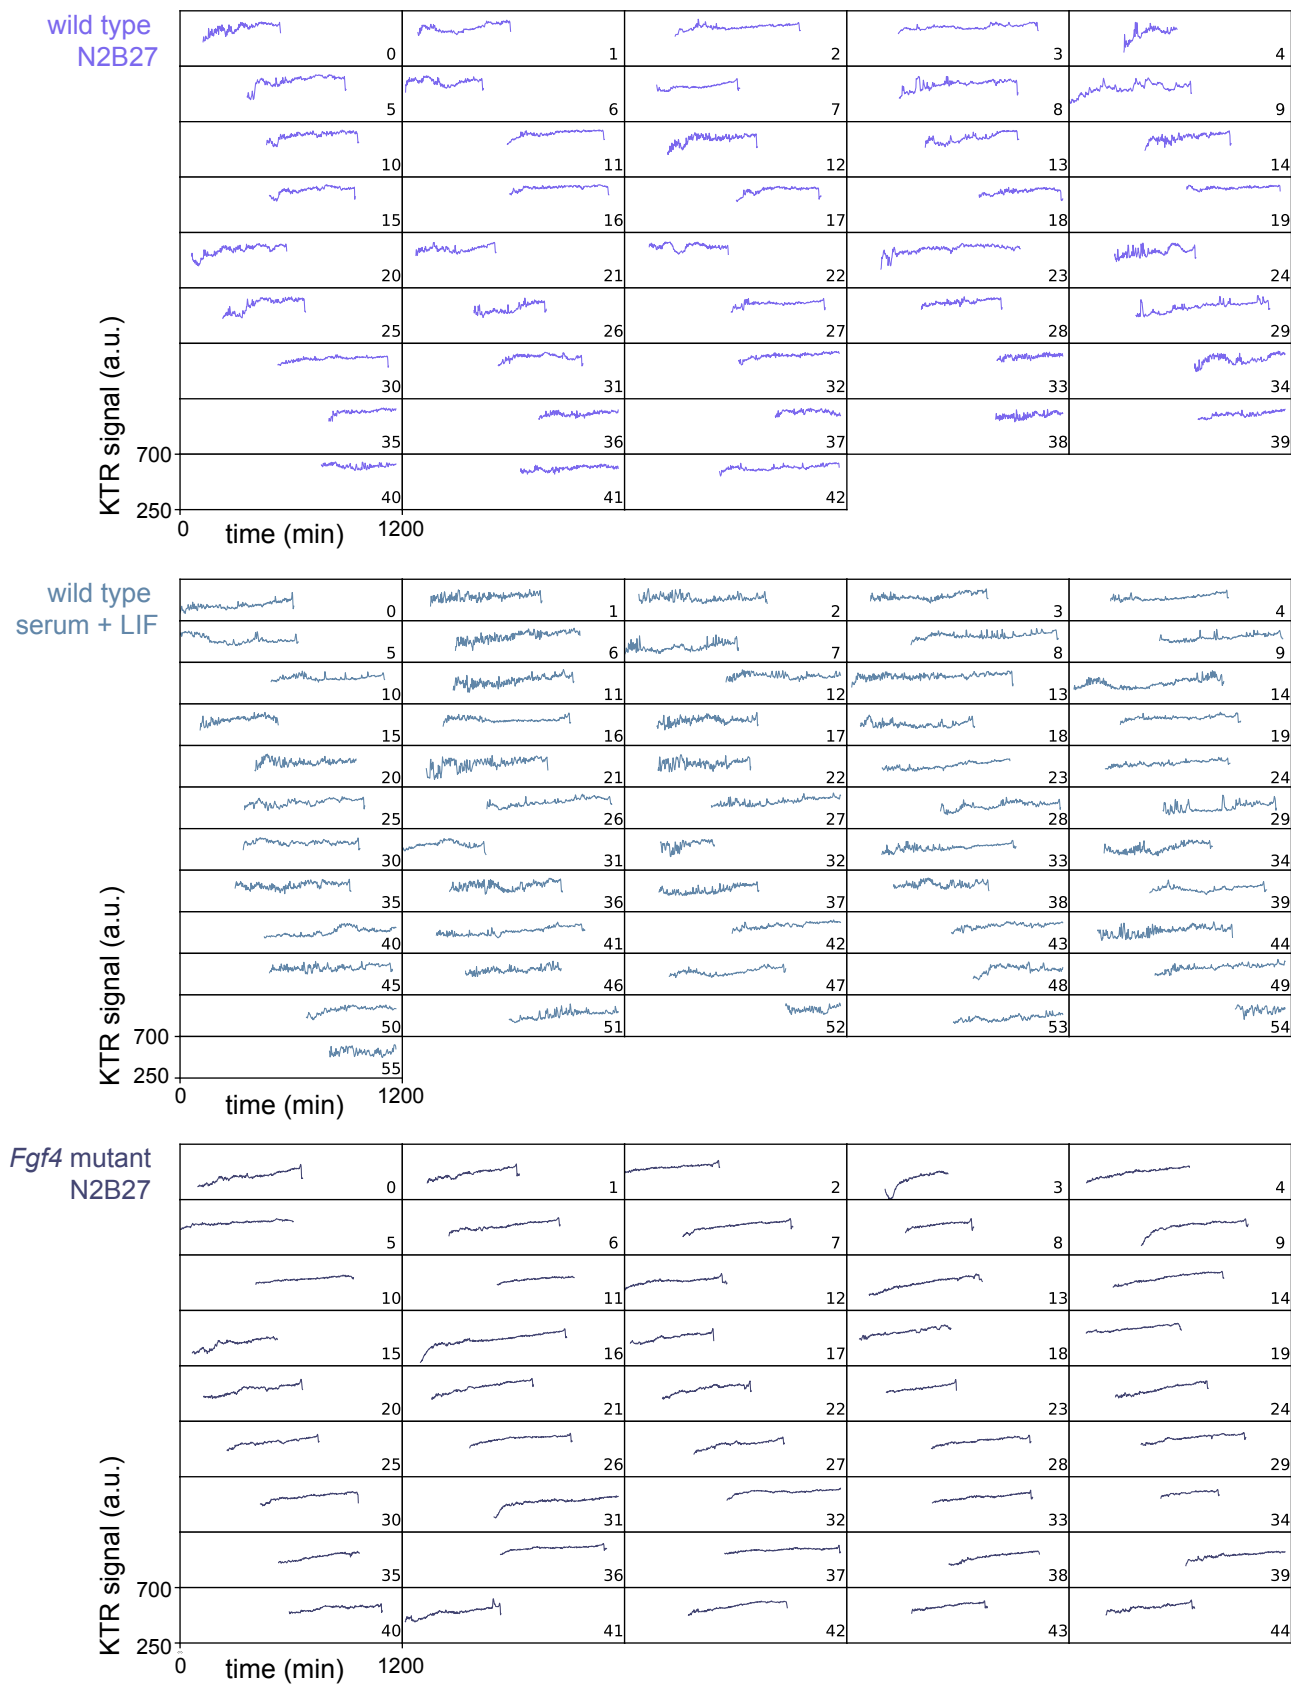 wild type
N2B27
0 1 2 3 4
5 6 7 8 9
10 11 12 13 14
15 16 17 18 19
20 21 22 23 24
25 26 27 28 29
30 31 32 33 34
35 36 37 38 39
40 41 42
KTR signal (a.u.)
700
250
0 1200
time (min)
wild type
serum + LIF
0 1 2 3 4
5 6 7 8 9
10 11 12 13 14
15 16 17 18 19
20 21 22 23 24
25 26 27 28 29
30 31 32 33 34
35 36 37 38 39
40 41 42 43 44
45 46 47 48 49
50 51 52 53 54
55
KTR signal (a.u.)
700
250
0 1200
time (min)
Fgf4 mutant
N2B27
0 1 2 3 4
5 6 7 8 9
10 11 12 13 14
15 16 17 18 19
20 21 22 23 24
25 26 27 28 29
30 31 32 33 34
35 36 37 38 39
40 41 42 43 44
KTR signal (a.u.)
700
250
0 1200
time (min)